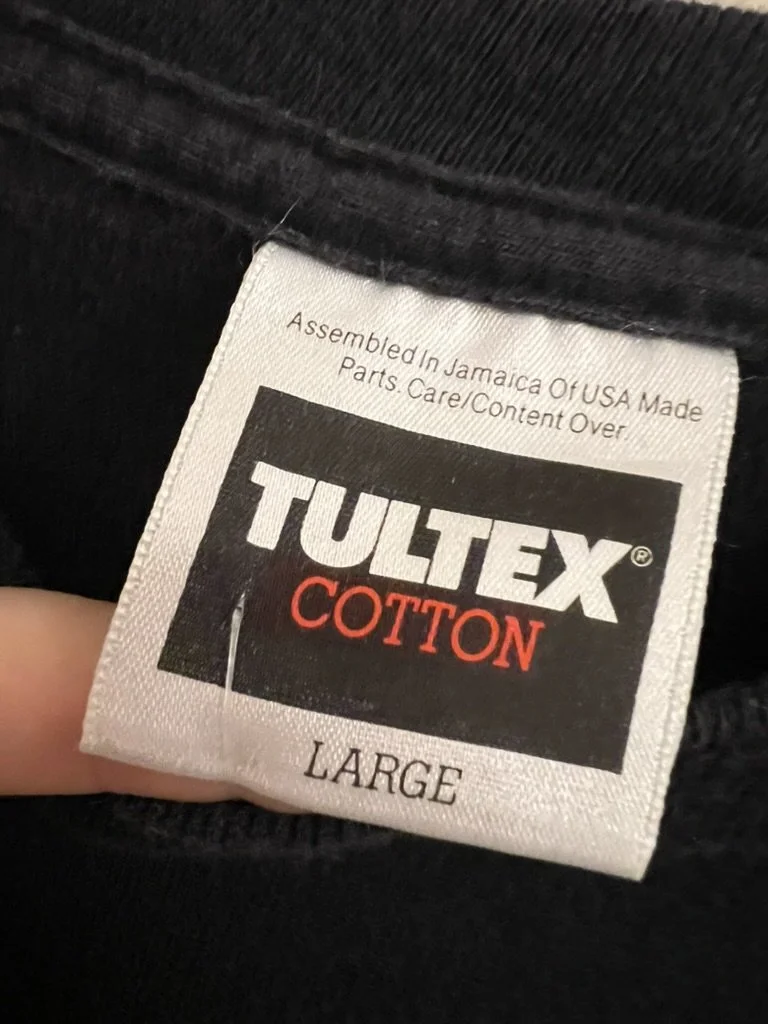 Assembled In Jamaica Of USA Made
Parts. Care/Content Over.
TULTEX®
COTTON
LARGE